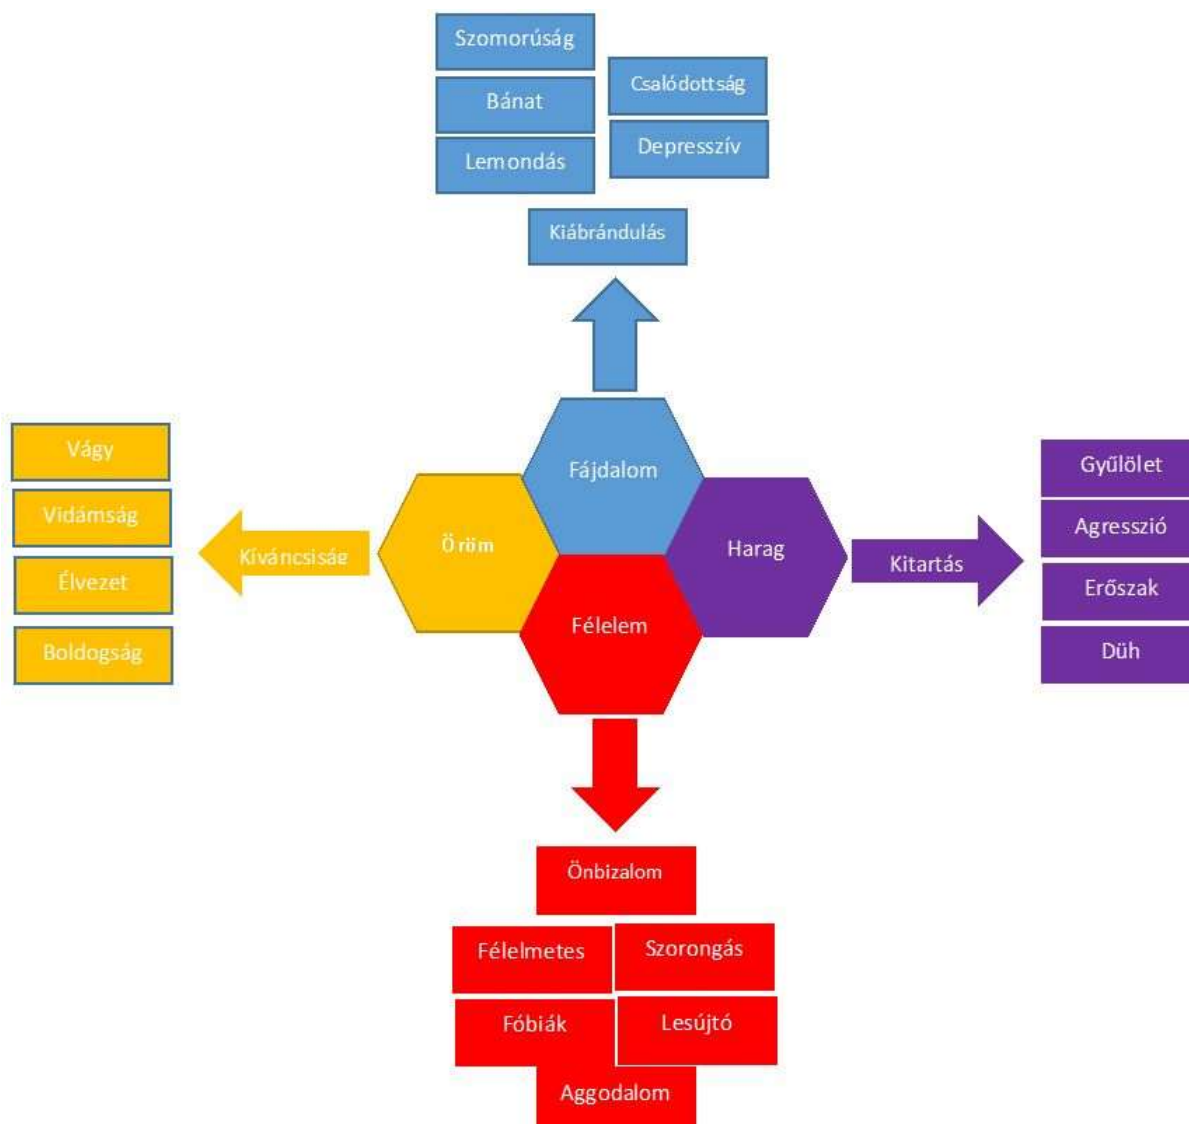 Szomorúság
Csalódottság
Bánat
Depresszív
Lemondás
Kiábrándulás
Fájdalom
Vágy
Vidámság
Élvezet
Boldogság
Kíváncsiság
Öröm
Harag
Kitartás
Gyűlölet
Agresszió
Erőszak
Düh
Félelem
Önbizalom
Félelmetes
Szorongás
Fóbiák
Lesújtó
Aggodalom